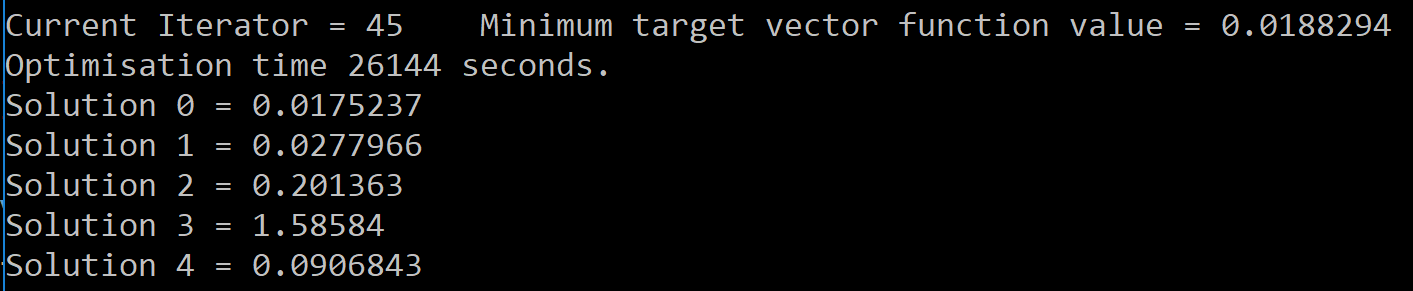 Current Iterator = 45    Minimum target vector function value = 0.0188294
Optimisation time 26144 seconds.
Solution 0 = 0.0175237
Solution 1 = 0.0277966
Solution 2 = 0.201363
Solution 3 = 1.58584
Solution 4 = 0.0906843